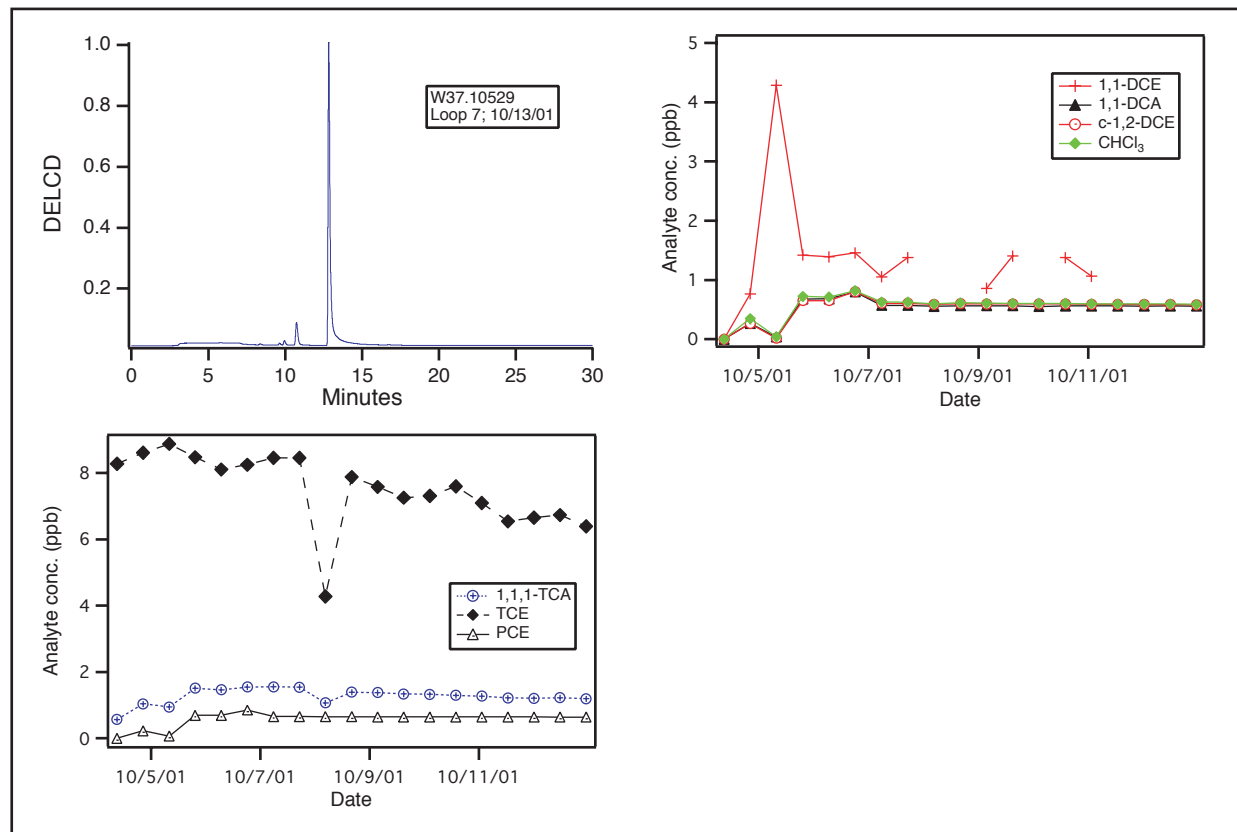 1.0
0.8
0.6
0.4
0.2
DELCD
W37.10529
Loop 7; 10/13/01
0 5 10 15 20 25 30
Minutes
5
4
3
2
1
0
Analyte conc. (ppb)
1,1-DCE
1,1-DCA
c-1,2-DCE
CHCl₃
10/5/01 10/7/01 10/9/01 10/11/01
Date
8
6
4
2
0
Analyte conc. (ppb)
1,1,1-TCA
TCE
PCE
10/5/01 10/7/01 10/9/01 10/11/01
Date